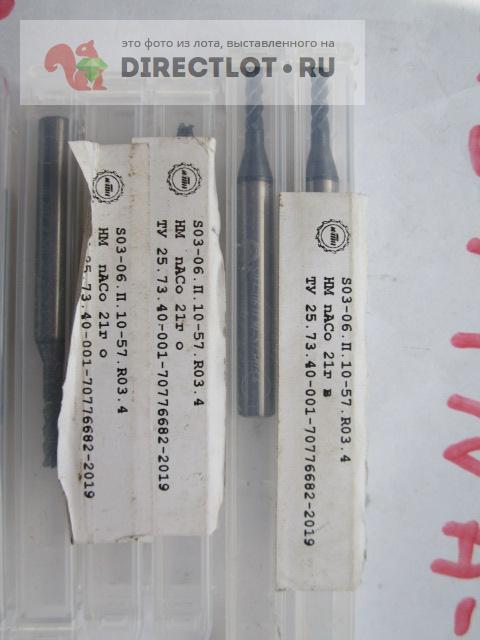 это фото из лота, выставленного на
DIRECTLOT·RU
S03-06.П.10-57.R03.4
НМ nACo 21г о
25.73.40-001-70776682-2019
S03-06.П.10-57.R03.4
НМ nACo 21г о
ТУ 25.73.40-001-70776682-2019
S03-06.П.10-57.R03.4
НМ nACo 21г в
ТУ 25.73.40-001-70776682-2019